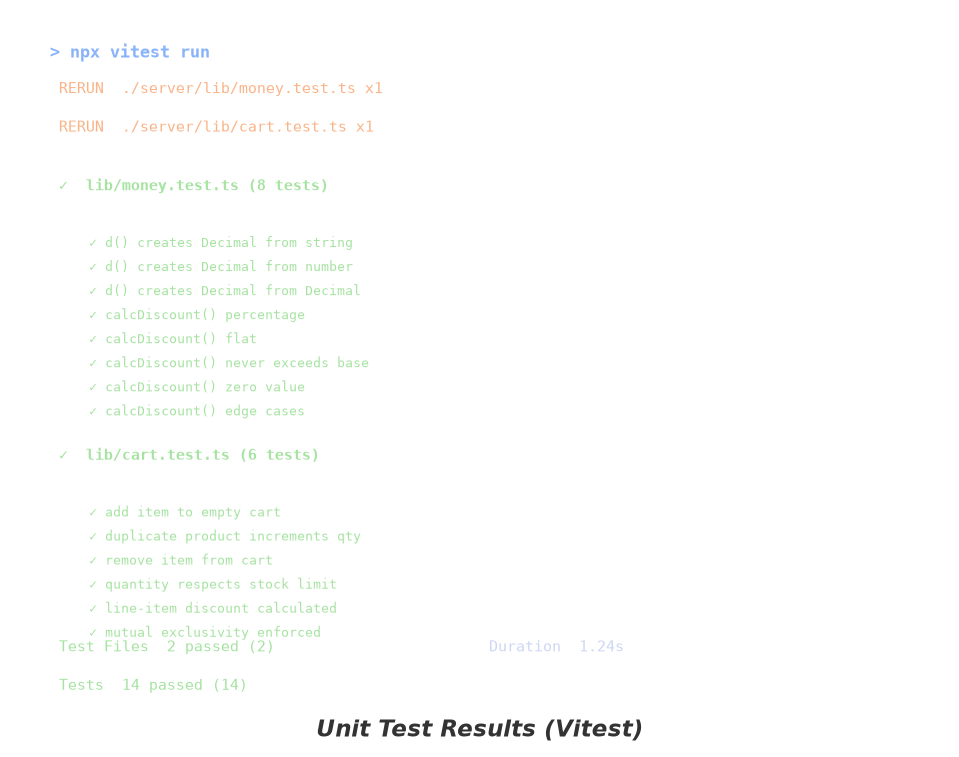 > npx vitest run
RERUN  ./server/lib/money.test.ts x1
RERUN  ./server/lib/cart.test.ts x1
✓  lib/money.test.ts (8 tests)
✓ d() creates Decimal from string
✓ d() creates Decimal from number
✓ d() creates Decimal from Decimal
✓ calcDiscount() percentage
✓ calcDiscount() flat
✓ calcDiscount() never exceeds base
✓ calcDiscount() zero value
✓ calcDiscount() edge cases
✓  lib/cart.test.ts (6 tests)
✓ add item to empty cart
✓ duplicate product increments qty
✓ remove item from cart
✓ quantity respects stock limit
✓ line-item discount calculated
✓ mutual exclusivity enforced
Test Files  2 passed (2)  Duration  1.24s
Tests  14 passed (14)
Unit Test Results (Vitest)